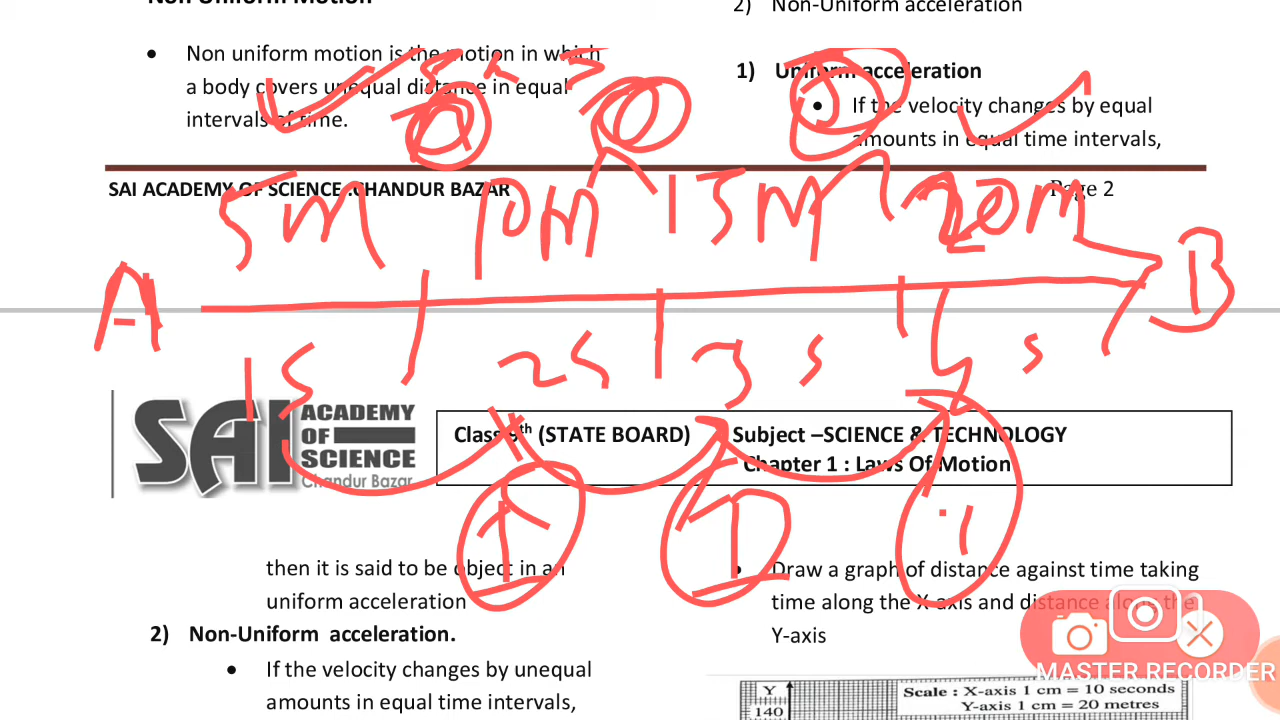 Non Uniform Motion
• Non uniform motion is the motion in which
a body covers unequal distance in equal
intervals of time.
2) Non-Uniform acceleration
1) Uniform acceleration
• If the velocity changes by equal
amounts in equal time intervals,
SAI ACADEMY OF SCIENCE .CHANDUR BAZAR
Page 2
5m 10m 15m 20m
A B
1s 2s 3s 4s
SAI ACADEMY
OF
SCIENCE
Chandur Bazar
Class 9th (STATE BOARD) Subject –SCIENCE & TECHNOLOGY
Chapter 1 : Laws Of Motion
then it is said to be object in an
uniform acceleration
2) Non-Uniform acceleration.
• If the velocity changes by unequal
amounts in equal time intervals,
• Draw a graph of distance against time taking
time along the X-axis and distance along the
Y-axis
MASTER RECORDER
Y
140
Scale : X-axis 1 cm = 10 seconds
Y-axis 1 cm = 20 metres